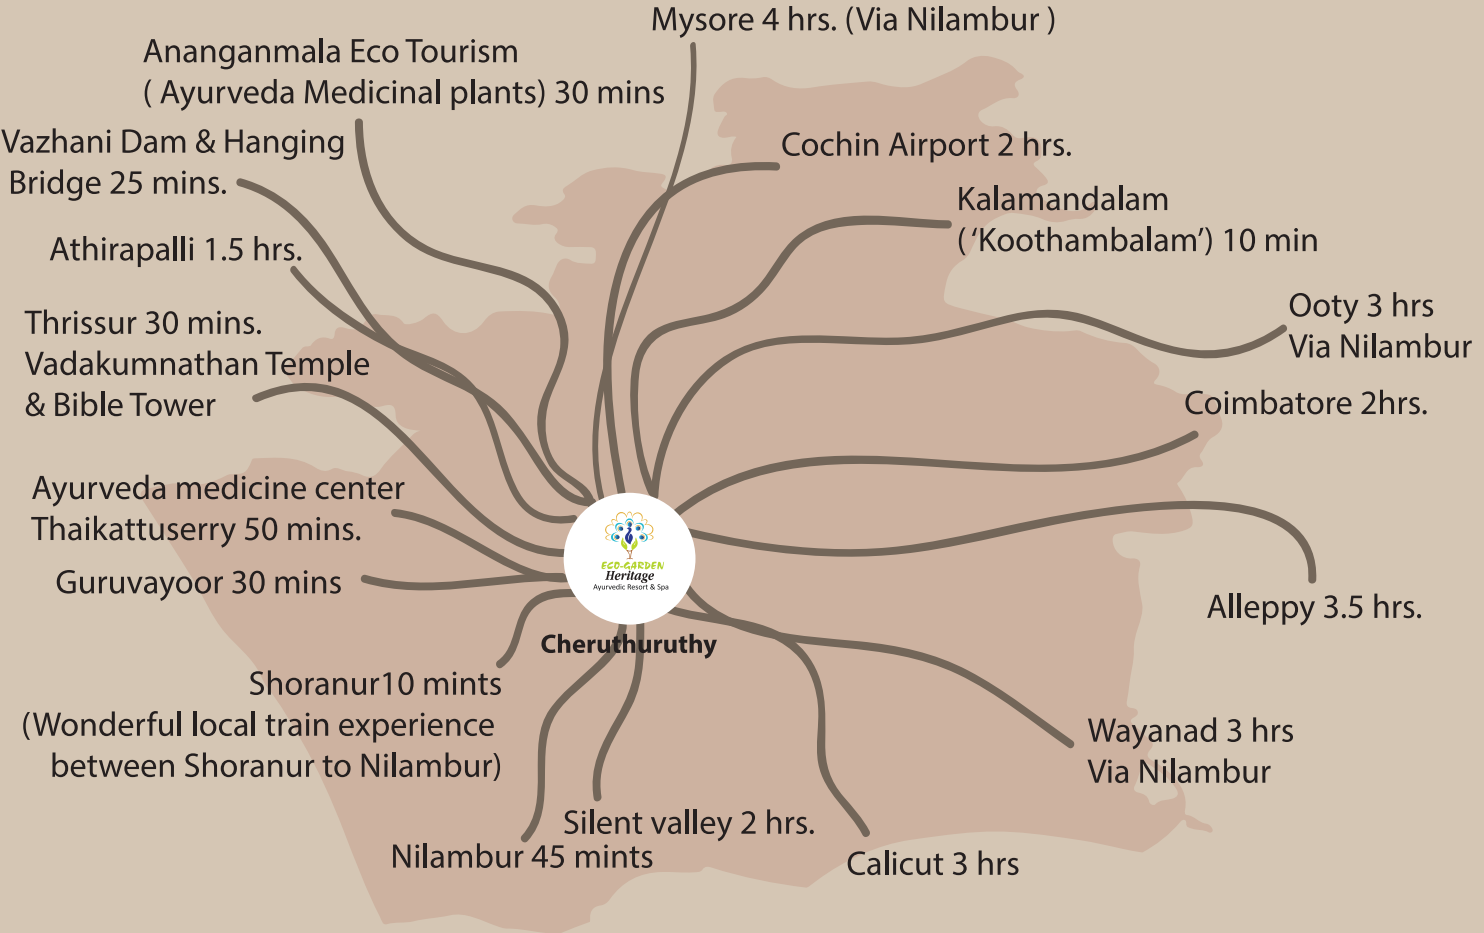 Mysore 4 hrs. (Via Nilambur )
Ananganmala Eco Tourism
( Ayurveda Medicinal plants) 30 mins
Vazhani Dam & Hanging
Bridge 25 mins.
Cochin Airport 2 hrs.
Kalamandalam
( 'Koothambalam') 10 min
Athirapalli 1.5 hrs.
Ooty 3 hrs
Via Nilambur
Thrissur 30 mins.
Vadakumnathan Temple
& Bible Tower
Coimbatore 2hrs.
Ayurveda medicine center
Thaikattuserry 50 mins.
Guruvayoor 30 mins
ECO-GARDEN
Heritage
Ayurvedic Resort & Spa
Cheruthuruthy
Alleppy 3.5 hrs.
Shoranur10 mints
(Wonderful local train experience
between Shoranur to Nilambur)
Wayanad 3 hrs
Via Nilambur
Silent valley 2 hrs.
Nilambur 45 mints
Calicut 3 hrs